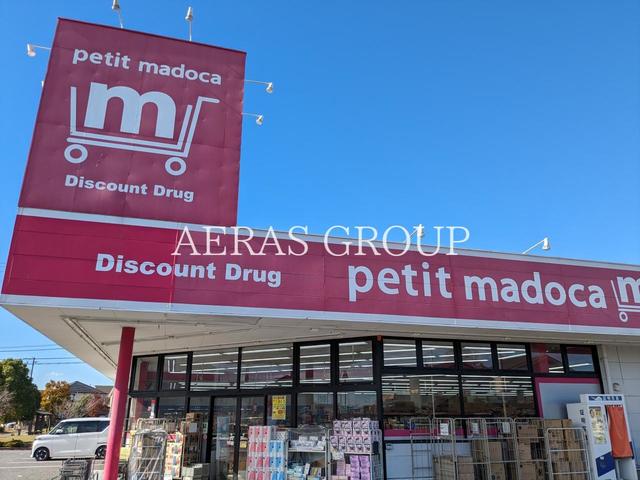 petit madoca
m
Discount Drug
AERAS GROUP
Discount Drug
petit madoca
m